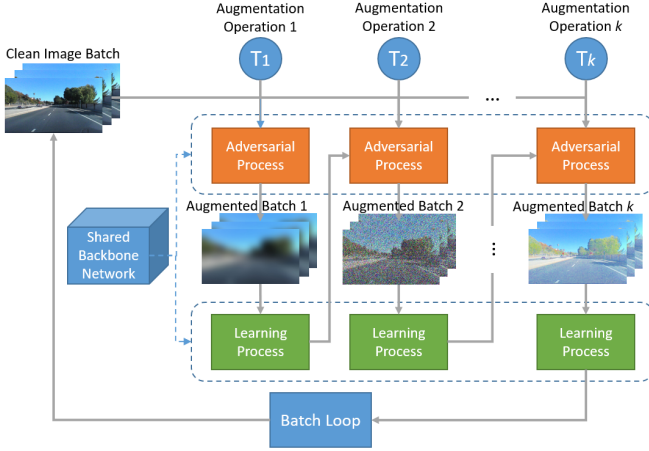 Augmentation
Operation 1
Augmentation
Operation 2
Augmentation
Operation k
Clean Image Batch
T1
T2
Tk
...
Adversarial
Process
Adversarial
Process
Adversarial
Process
Augmented Batch 1
Augmented Batch 2
Augmented Batch k
Shared
Backbone
Network
...
Learning
Process
Learning
Process
Learning
Process
Batch Loop